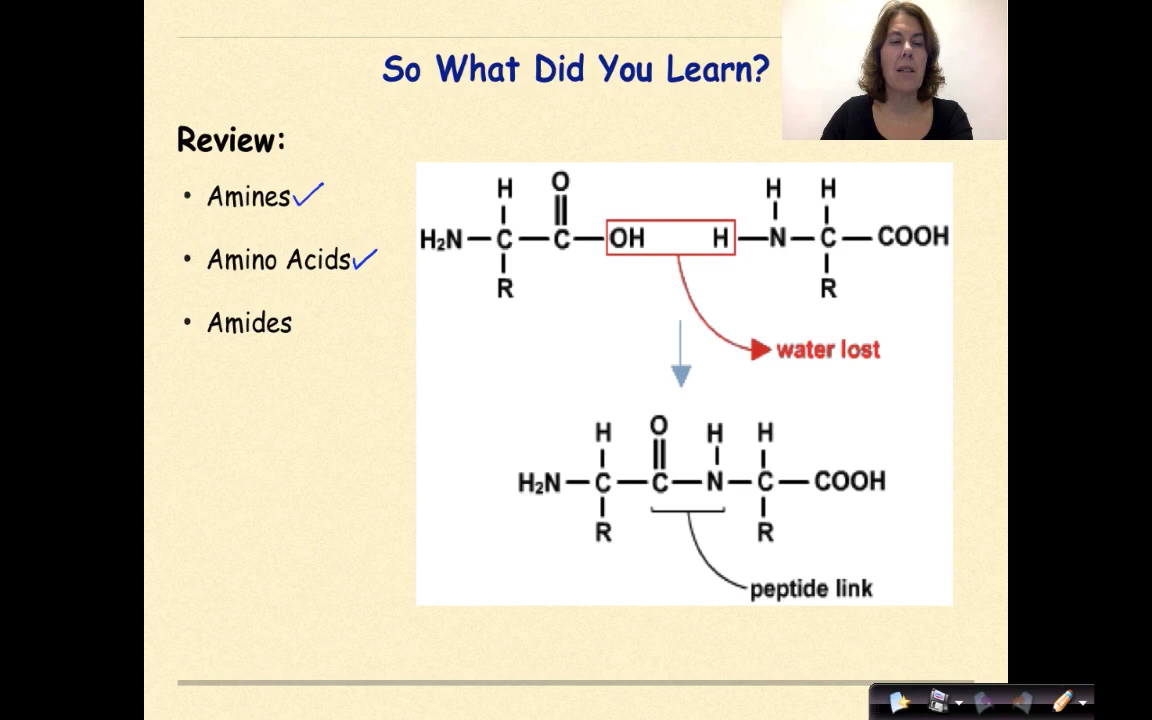 So What Did You Learn?
Review:
• Amines
• Amino Acids
• Amides
H O H H
H₂N—C—C—OH H—N—C—COOH
R R
water lost
H O H H
H₂N—C—C—N—C—COOH
R R
peptide link